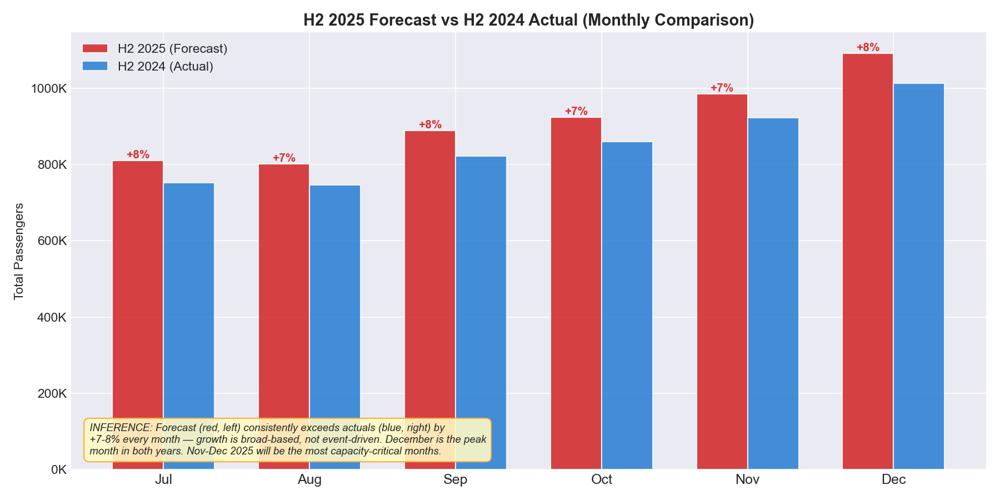 H2 2025 Forecast vs H2 2024 Actual (Monthly Comparison)
H2 2025 (Forecast)
H2 2024 (Actual)
Total Passengers
1000K
800K
600K
400K
200K
0K
+8%
+7%
+8%
+7%
+7%
+8%
INFERENCE: Forecast (red, left) consistently exceeds actuals (blue, right) by
+7-8% every month — growth is broad-based, not event-driven. December is the peak
month in both years. Nov-Dec 2025 will be the most capacity-critical months.
Jul
Aug
Sep
Oct
Nov
Dec